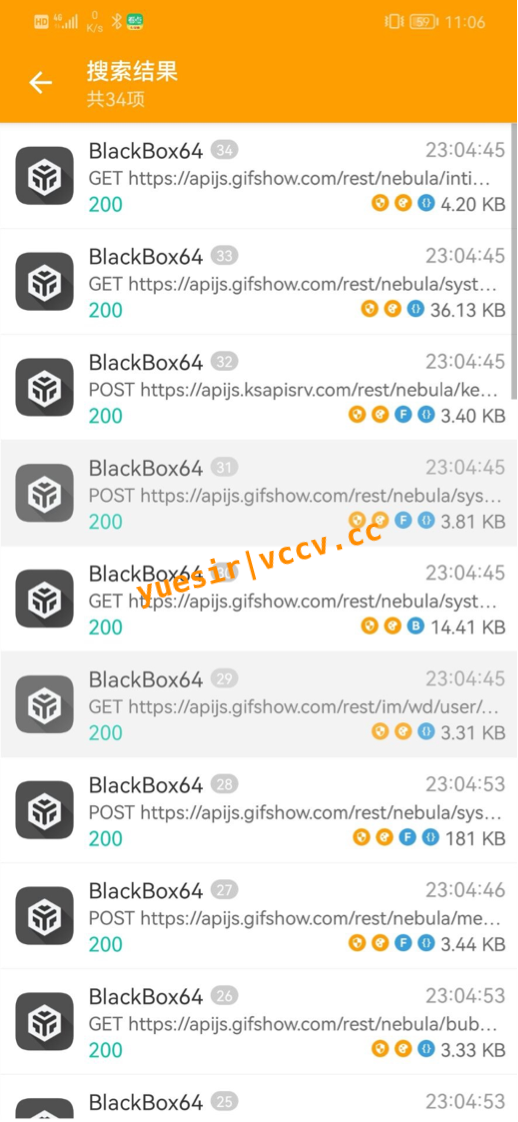 HD 4G 0 K/s 59 11:06
搜索结果
共34项
BlackBox64 34 23:04:45
GET https://apijs.gifshow.com/rest/nebula/inti...
200 {} 4.20 KB
BlackBox64 33 23:04:45
GET https://apijs.gifshow.com/rest/nebula/syst...
200 {} 36.13 KB
BlackBox64 32 23:04:45
POST https://apijs.ksapisrv.com/rest/nebula/ke...
200 F {} 3.40 KB
BlackBox64 31 23:04:45
POST https://apijs.gifshow.com/rest/nebula/sys...
200 F {} 3.81 KB
yuesir|vccv.cc
BlackBox64 23:04:45
GET https://apijs.gifshow.com/rest/nebula/syst...
200 B 14.41 KB
BlackBox64 29 23:04:45
GET https://apijs.gifshow.com/rest/im/wd/user/...
200 {} 3.31 KB
BlackBox64 28 23:04:53
POST https://apijs.gifshow.com/rest/nebula/sys...
200 F {} 181 KB
BlackBox64 27 23:04:46
POST https://apijs.gifshow.com/rest/nebula/me...
200 F {} 3.44 KB
BlackBox64 26 23:04:53
GET https://apijs.gifshow.com/rest/nebula/bub...
200 {} 3.33 KB
BlackBox64 25 23:04:53